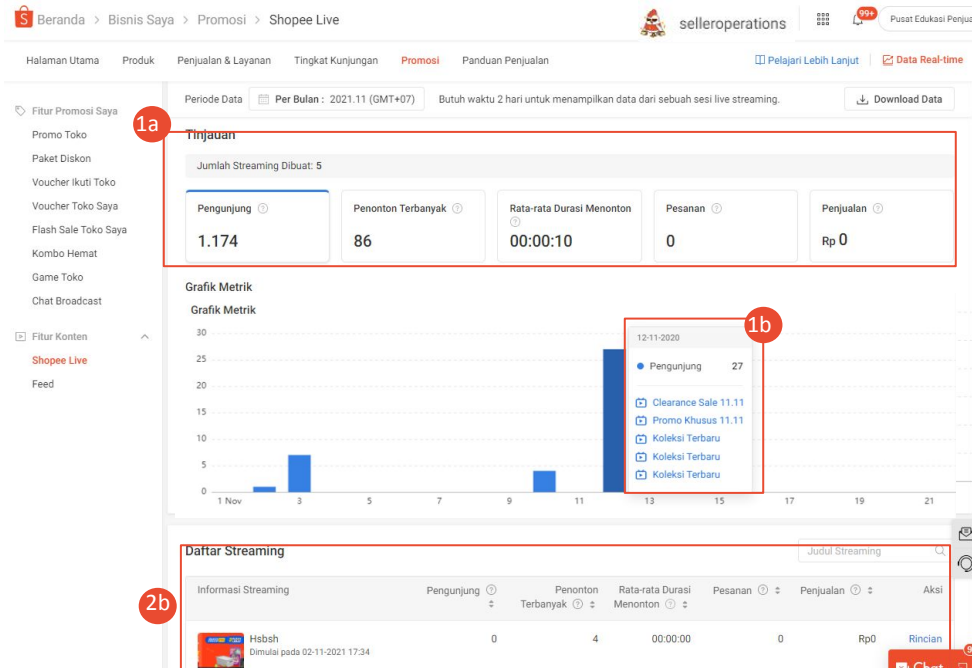 Beranda > Bisnis Saya > Promosi > Shopee Live
selleroperations
99+
Pusat Edukasi Penjua
Halaman Utama Produk Penjualan & Layanan Tingkat Kunjungan Promosi Panduan Penjualan
Pelajari Lebih Lanjut
Data Real-time
Fitur Promosi Saya
Promo Toko
Paket Diskon
Voucher Ikuti Toko
Voucher Toko Saya
Flash Sale Toko Saya
Kombo Hemat
Game Toko
Chat Broadcast
Fitur Konten
Shopee Live
Feed
Periode Data Per Bulan : 2021.11 (GMT+07) Butuh waktu 2 hari untuk menampilkan data dari sebuah sesi live streaming. Download Data
1a
Tinjauan
Jumlah Streaming Dibuat: 5
Pengunjung ?
1.174
Penonton Terbanyak ?
86
Rata-rata Durasi Menonton ?
00:00:10
Pesanan ?
0
Penjualan ?
Rp 0
Grafik Metrik
Grafik Metrik
30
25
20
15
10
5
0
1 Nov 3 5 7 9 11 13 15 17 19 21
1b
12-11-2020
Pengunjung 27
Clearance Sale 11.11
Promo Khusus 11.11
Koleksi Terbaru
Koleksi Terbaru
Koleksi Terbaru
Daftar Streaming
Judul Streaming
2b
Informasi Streaming Pengunjung ? Penonton Terbanyak ? Rata-rata Durasi Menonton ? Pesanan ? Penjualan ? Aksi
Hsbsh 0 4 00:00:00 0 Rp0 Rincian
Dimulai pada 02-11-2021 17:34
Chat